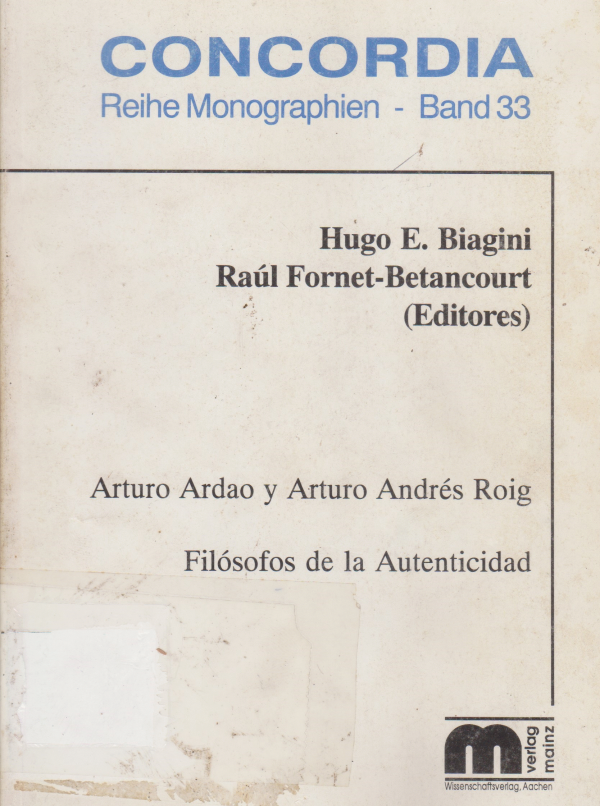 CONCORDIA
Reihe Monographien - Band 33
Hugo E. Biagini
Raúl Fornet-Betancourt
(Editores)
Arturo Ardao y Arturo Andrés Roig
Filósofos de la Autenticidad
m verlag mainz
Wissenschaftsverlag, Aachen